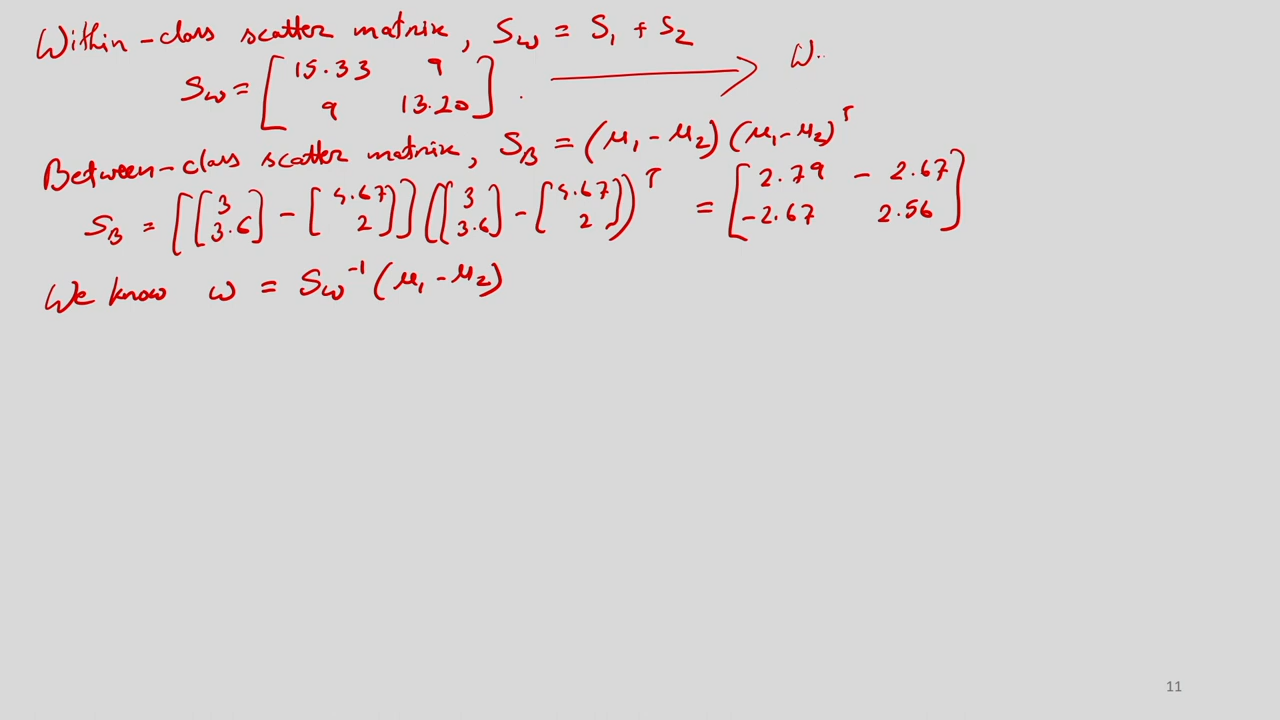 Within-class scatter matrix, S_W = S_1 + S_2
S_W = [15.33 9; 9 13.20] → W.
Between-class scatter matrix, S_B = (μ_1 - μ_2)(μ_1 - μ_2)^T
S_B = [[3; 3.6] - [4.67; 2]] ([3; 3.6] - [4.67; 2])^T = [2.79 -2.67; -2.67 2.56]
We know w = S_W^-1 (μ_1 - μ_2)
11